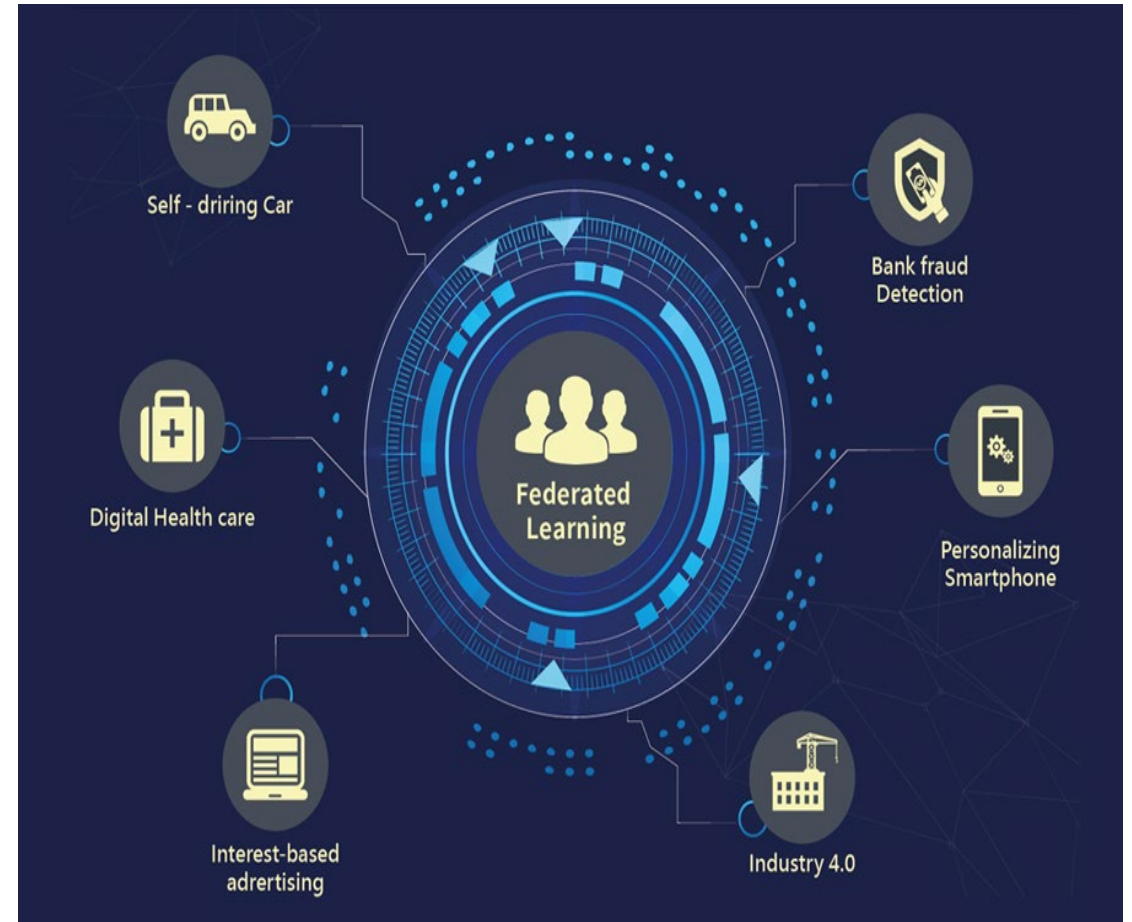 Self - driring Car
Bank fraud
Detection
Federated
Learning
Digital Health care
Personalizing
Smartphone
Interest-based
adrertising
Industry 4.0